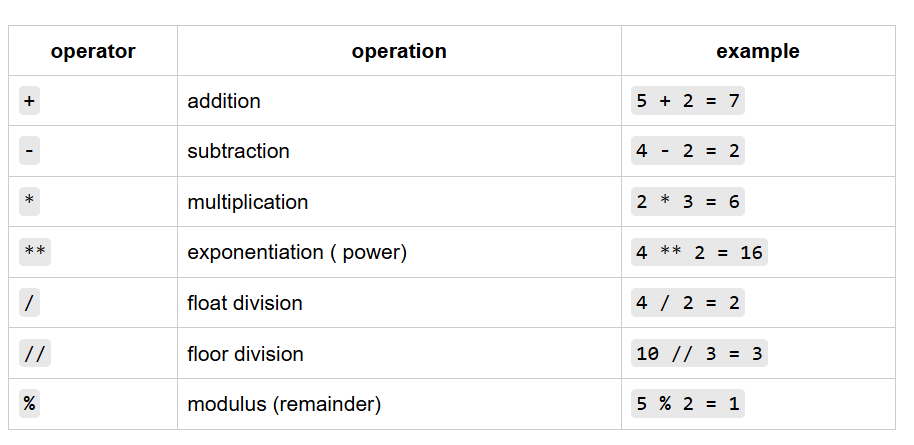 operator operation example
+ addition 5 + 2 = 7
- subtraction 4 - 2 = 2
* multiplication 2 * 3 = 6
** exponentiation ( power) 4 ** 2 = 16
/ float division 4 / 2 = 2
// floor division 10 // 3 = 3
% modulus (remainder) 5 % 2 = 1